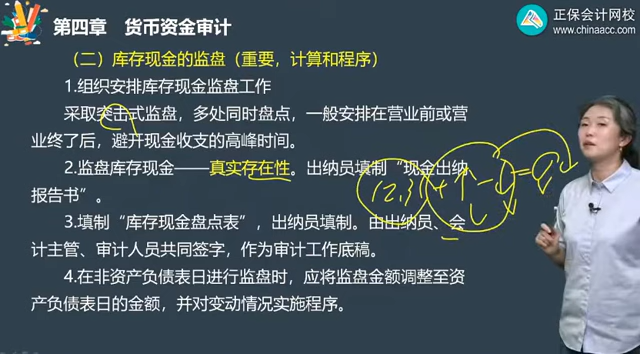 第四章 货币资金审计
正保会计网校
www.chinaacc.com
（二）库存现金的监盘（重要，计算和程序）
1.组织安排库存现金监盘工作
采取突击式监盘，多处同时盘点，一般安排在营业前或营
业终了后，避开现金收支的高峰时间。
2.监盘库存现金——真实存在性。出纳员填制“现金出纳
报告书”。
3.填制“库存现金盘点表”，出纳员填制。由出纳员、会
计主管、审计人员共同签字，作为审计工作底稿。
4.在非资产负债表日进行监盘时，应将监盘金额调整至资
产负债表日的金额，并对变动情况实施程序。
12.31